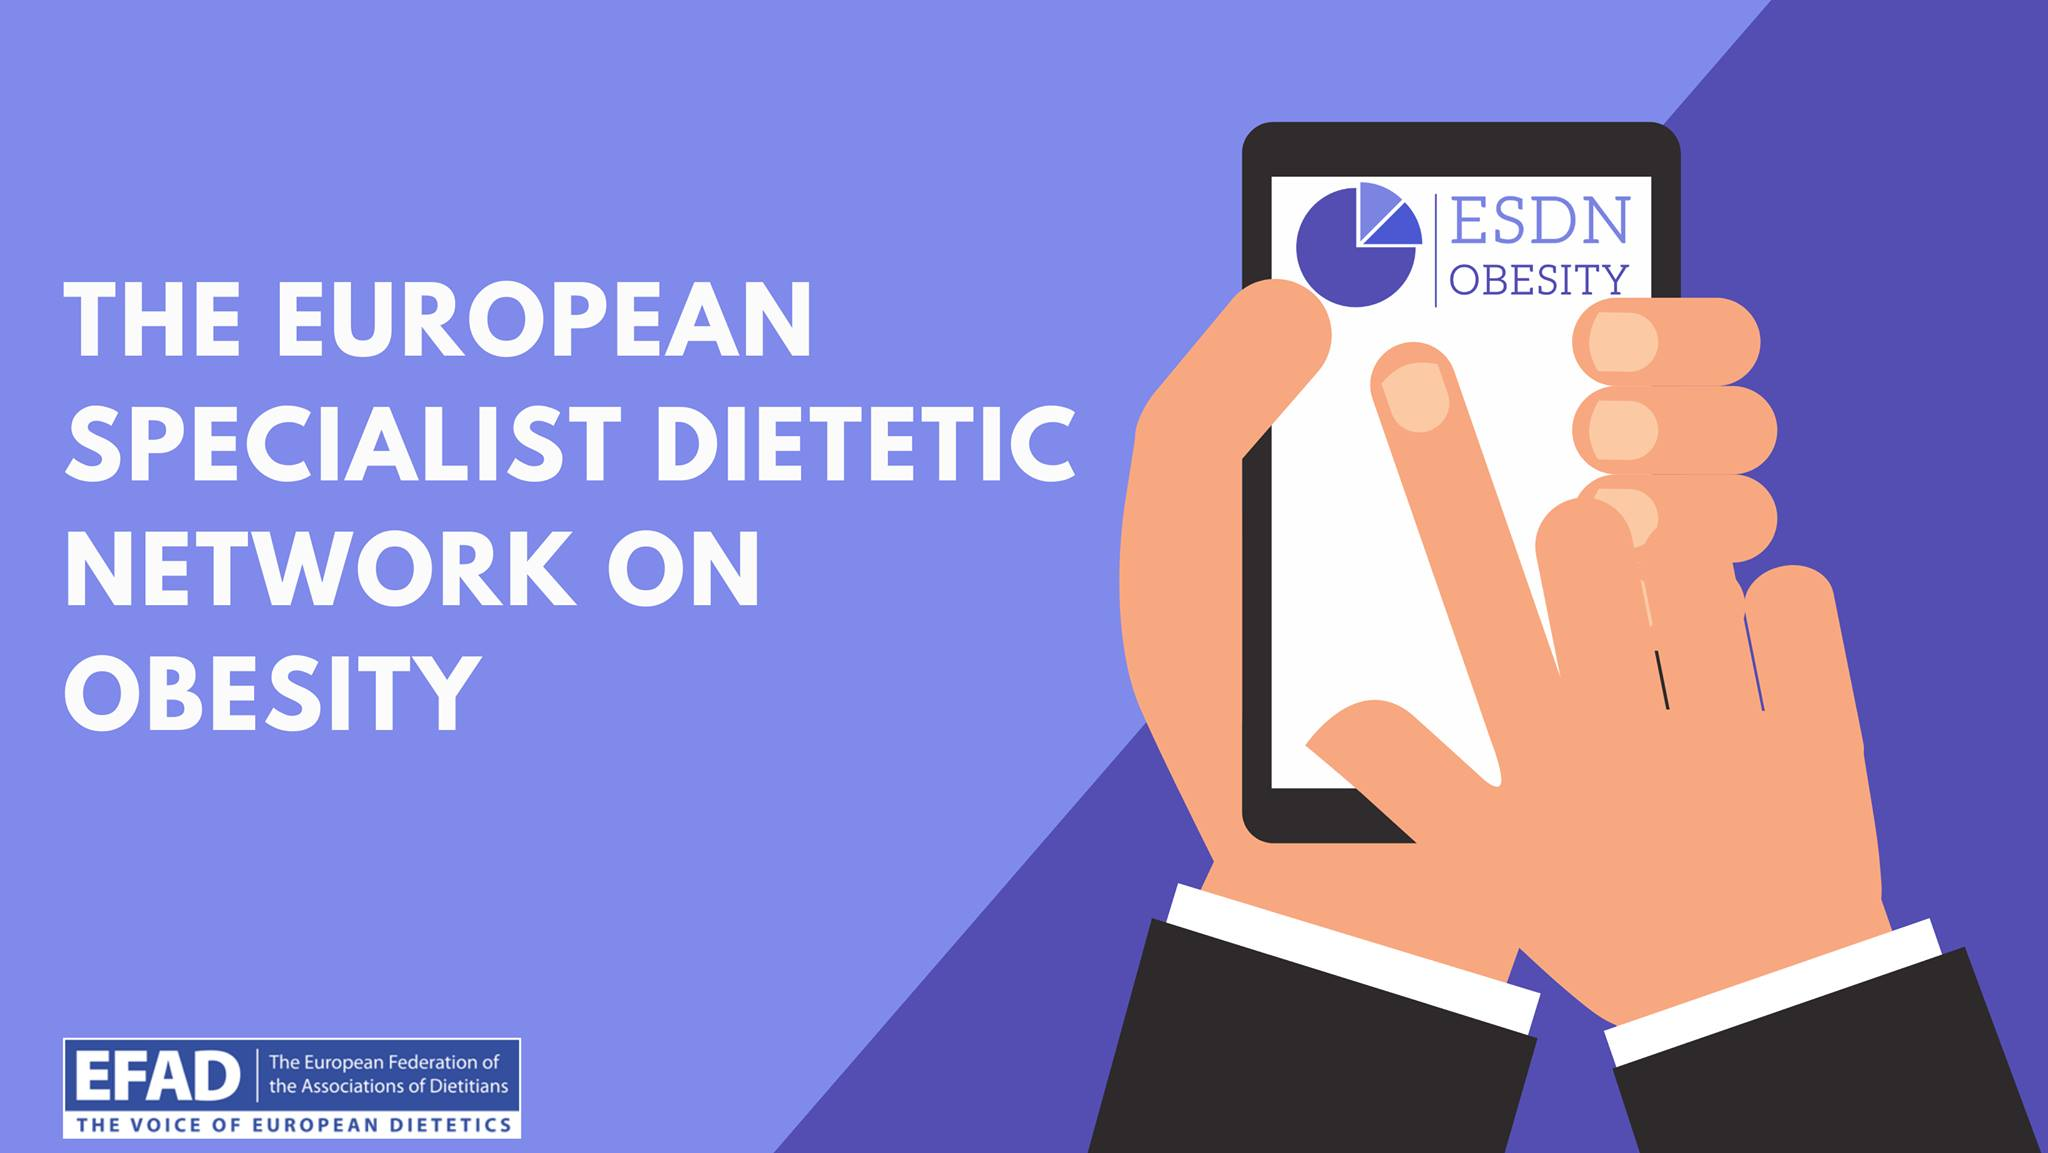 THE EUROPEAN
SPECIALIST DIETETIC
NETWORK ON
OBESITY
ESDN
OBESITY
EFAD
The European Federation of
the Associations of Dietitians
THE VOICE OF EUROPEAN DIETETICS